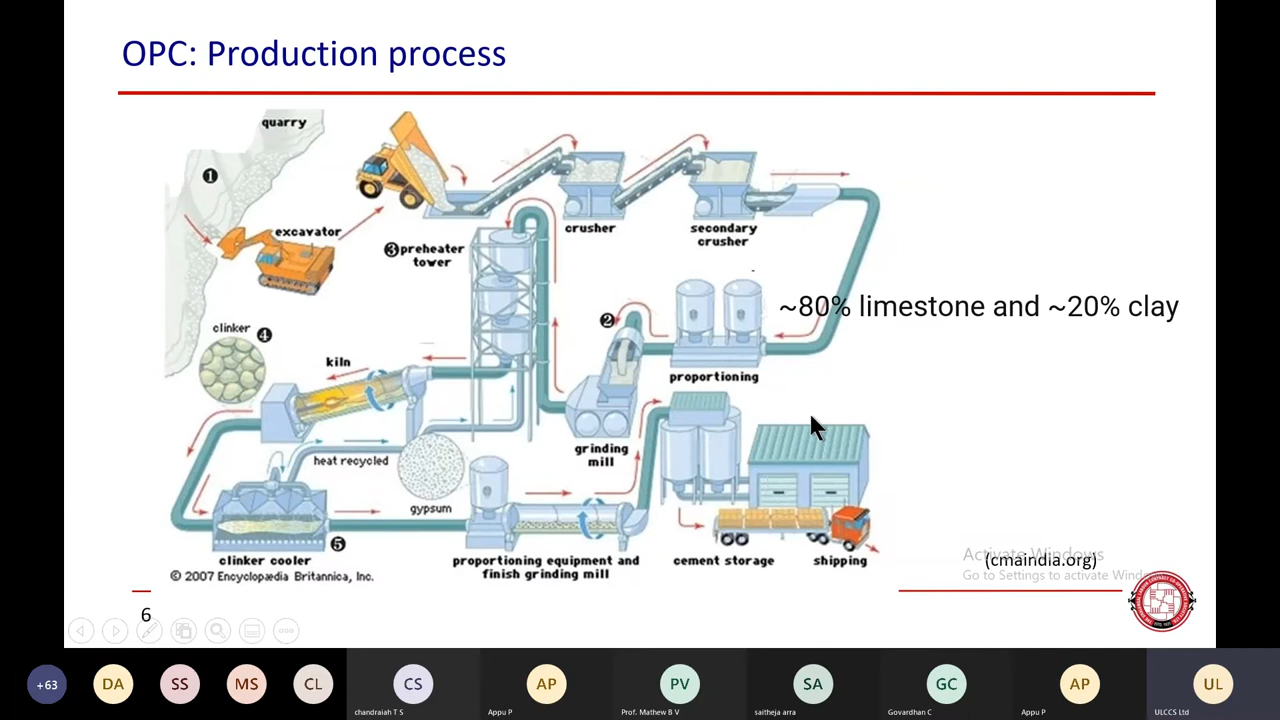 OPC: Production process
quarry
❶
excavator
crusher
secondary
crusher
❸preheater
tower
~80% limestone and ~20% clay
❷
clinker ❹
kiln
proportioning
grinding
mill
heat recycled
gypsum
❺
clinker cooler
proportioning equipment and
finish grinding mill
cement storage
shipping
© 2007 Encyclopædia Britannica, Inc.
Activate Windows
(cmaindia.org)
Go to Settings to activate Windo
6
+63
DA
SS
MS
CL
CS
AP
PV
SA
GC
AP
UL
chandraiah T S
Appu P
Prof. Mathew B V
saitheja arra
Govardhan C
Appu P
ULCCS Ltd